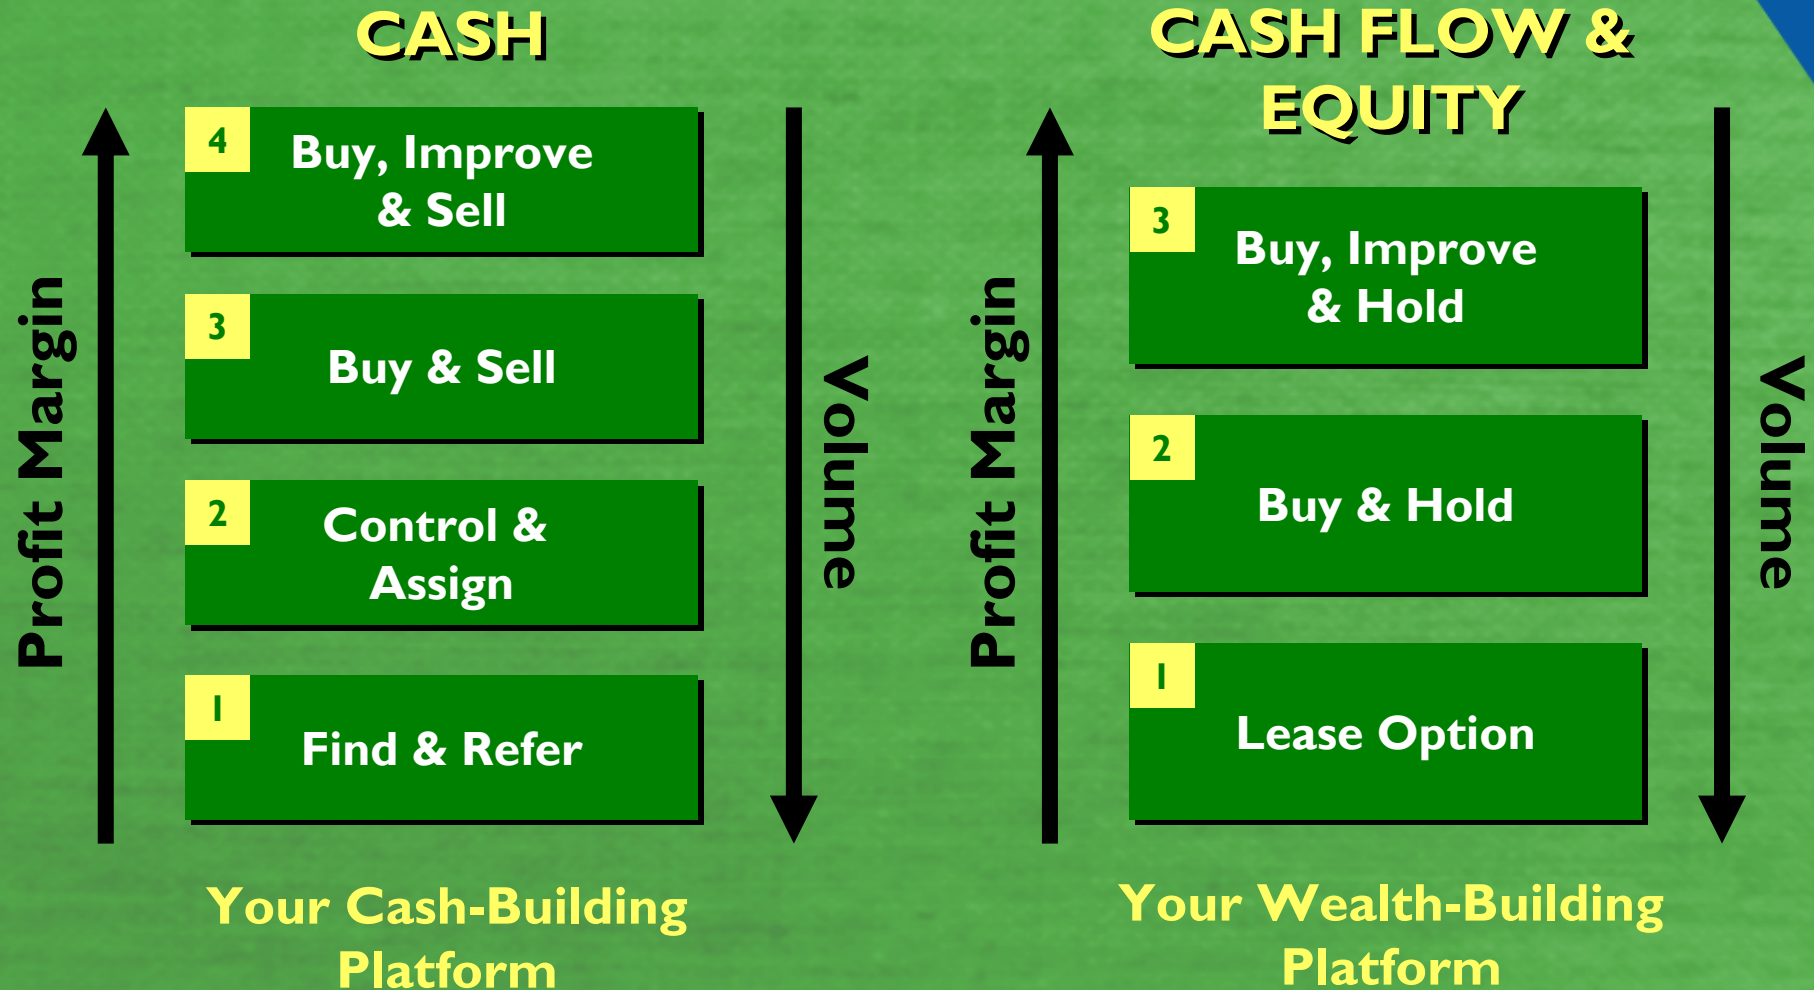 CASH
Profit Margin
4
Buy, Improve
& Sell
3
Buy & Sell
2
Control &
Assign
1
Find & Refer
Volume
Your Cash-Building
Platform
CASH FLOW &
EQUITY
Profit Margin
3
Buy, Improve
& Hold
2
Buy & Hold
1
Lease Option
Volume
Your Wealth-Building
Platform